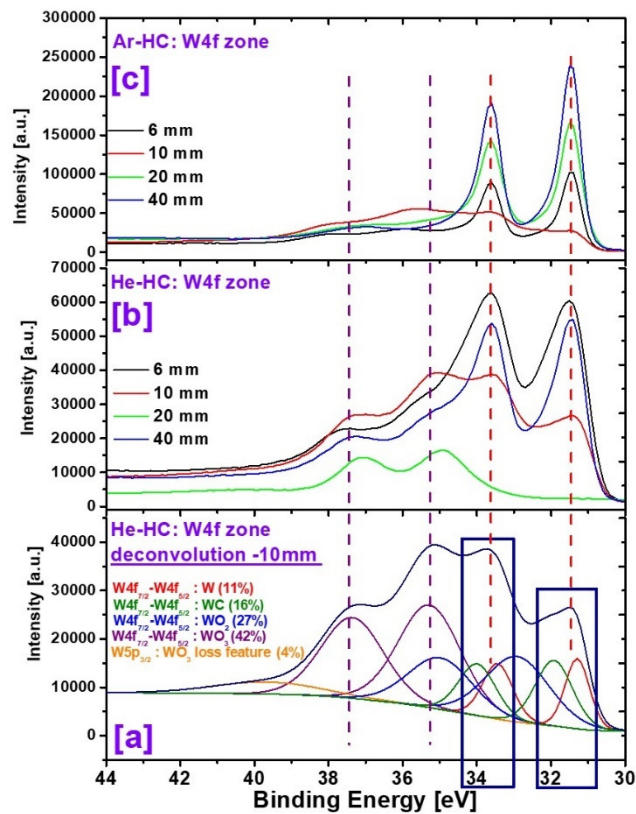 Ar-HC: W4f zone
[c]
6 mm
10 mm
20 mm
40 mm
300000
250000
200000
150000
100000
50000
0
Intensity [a.u.]
He-HC: W4f zone
[b]
6 mm
10 mm
20 mm
40 mm
70000
60000
50000
40000
30000
20000
10000
0
Intensity [a.u.]
He-HC: W4f zone
deconvolution -10mm
W4f7/2-W4f5/2 : W (11%)
W4f7/2-W4f5/2 : WC (16%)
W4f7/2-W4f5/2 : WO2 (27%)
W4f7/2-W4f5/2 : WO3 (42%)
W5p3/2 : WO3 loss feature (4%)
[a]
40000
30000
20000
10000
0
Intensity [a.u.]
44 42 40 38 36 34 32 30
Binding Energy [eV]